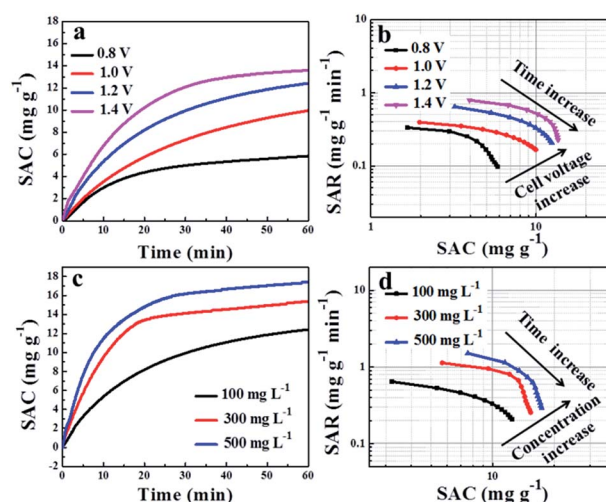 a
0.8 V
1.0 V
1.2 V
1.4 V
SAC (mg g⁻¹)
18
16
14
12
10
8
6
4
2
0
0 10 20 30 40 50 60
Time (min)
b
0.8 V
1.0 V
1.2 V
1.4 V
Time increase
Cell voltage
increase
SAR (mg g⁻¹ min⁻¹)
10
1
0.1
1 10
SAC (mg g⁻¹)
c
100 mg L⁻¹
300 mg L⁻¹
500 mg L⁻¹
SAC (mg g⁻¹)
18
16
14
12
10
8
6
4
2
0
-2
0 10 20 30 40 50 60
Time (min)
d
100 mg L⁻¹
300 mg L⁻¹
500 mg L⁻¹
Time increase
Concentration
increase
SAR (mg g⁻¹ min⁻¹)
10
1
0.1
10
SAC (mg g⁻¹)